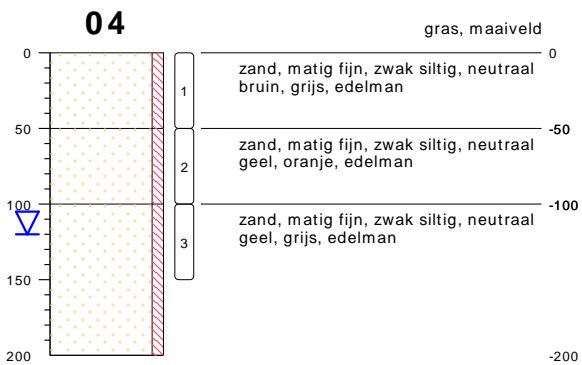 04
gras, maaiveld
0
0
zand, matig fijn, zwak siltig, neutraal
bruin, grijs, edelman
1
50
-50
zand, matig fijn, zwak siltig, neutraal
geel, oranje, edelman
2
100
-100
zand, matig fijn, zwak siltig, neutraal
geel, grijs, edelman
3
150
200
-200